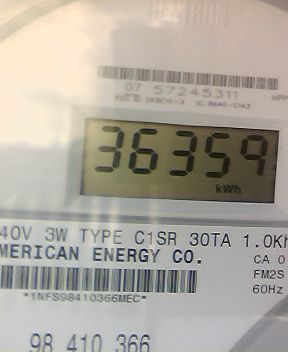 07 57245311
36359
kWh
40V 3W TYPE C1SR 30TA 1.0Kh
MERICAN ENERGY CO.
CA 0
FM2S
60Hz
*1NFS98410366MEC*
98 410 366